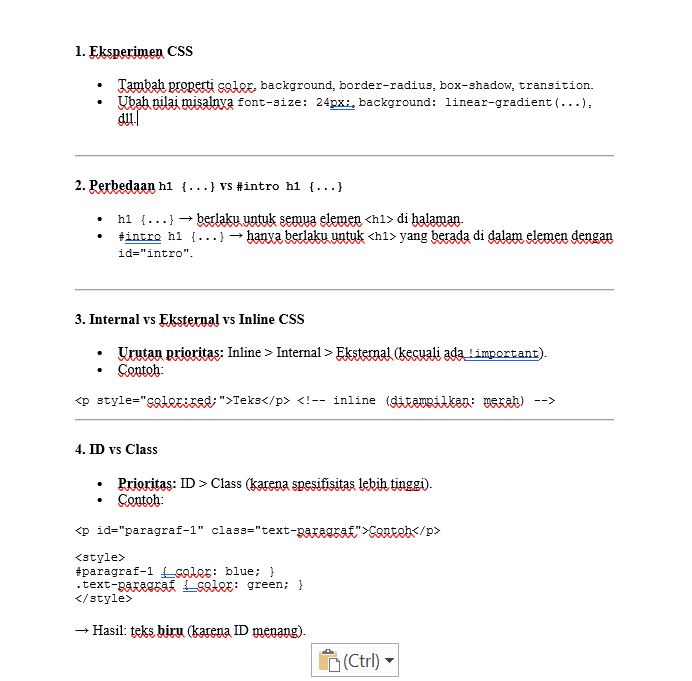 1. Eksperimen CSS
• Tambah properti color, background, border-radius, box-shadow, transition.
• Ubah nilai misalnya font-size: 24px;, background: linear-gradient(...),
dll.
2. Perbedaan h1 {...} vs #intro h1 {...}
• h1 {...} → berlaku untuk semua elemen <h1> di halaman.
• #intro h1 {...} → hanya berlaku untuk <h1> yang berada di dalam elemen dengan
id="intro".
3. Internal vs Eksternal vs Inline CSS
• Urutan prioritas: Inline > Internal > Eksternal (kecuali ada !important).
• Contoh:
<p style="color:red;">Teks</p> <!-- inline (ditampilkan: merah) -->
4. ID vs Class
• Prioritas: ID > Class (karena spesifisitas lebih tinggi).
• Contoh:
<p id="paragraf-1" class="text-paragraf">Contoh</p>
<style>
#paragraf-1 { color: blue; }
.text-paragraf { color: green; }
</style>
→ Hasil: teks biru (karena ID menang).
(Ctrl)